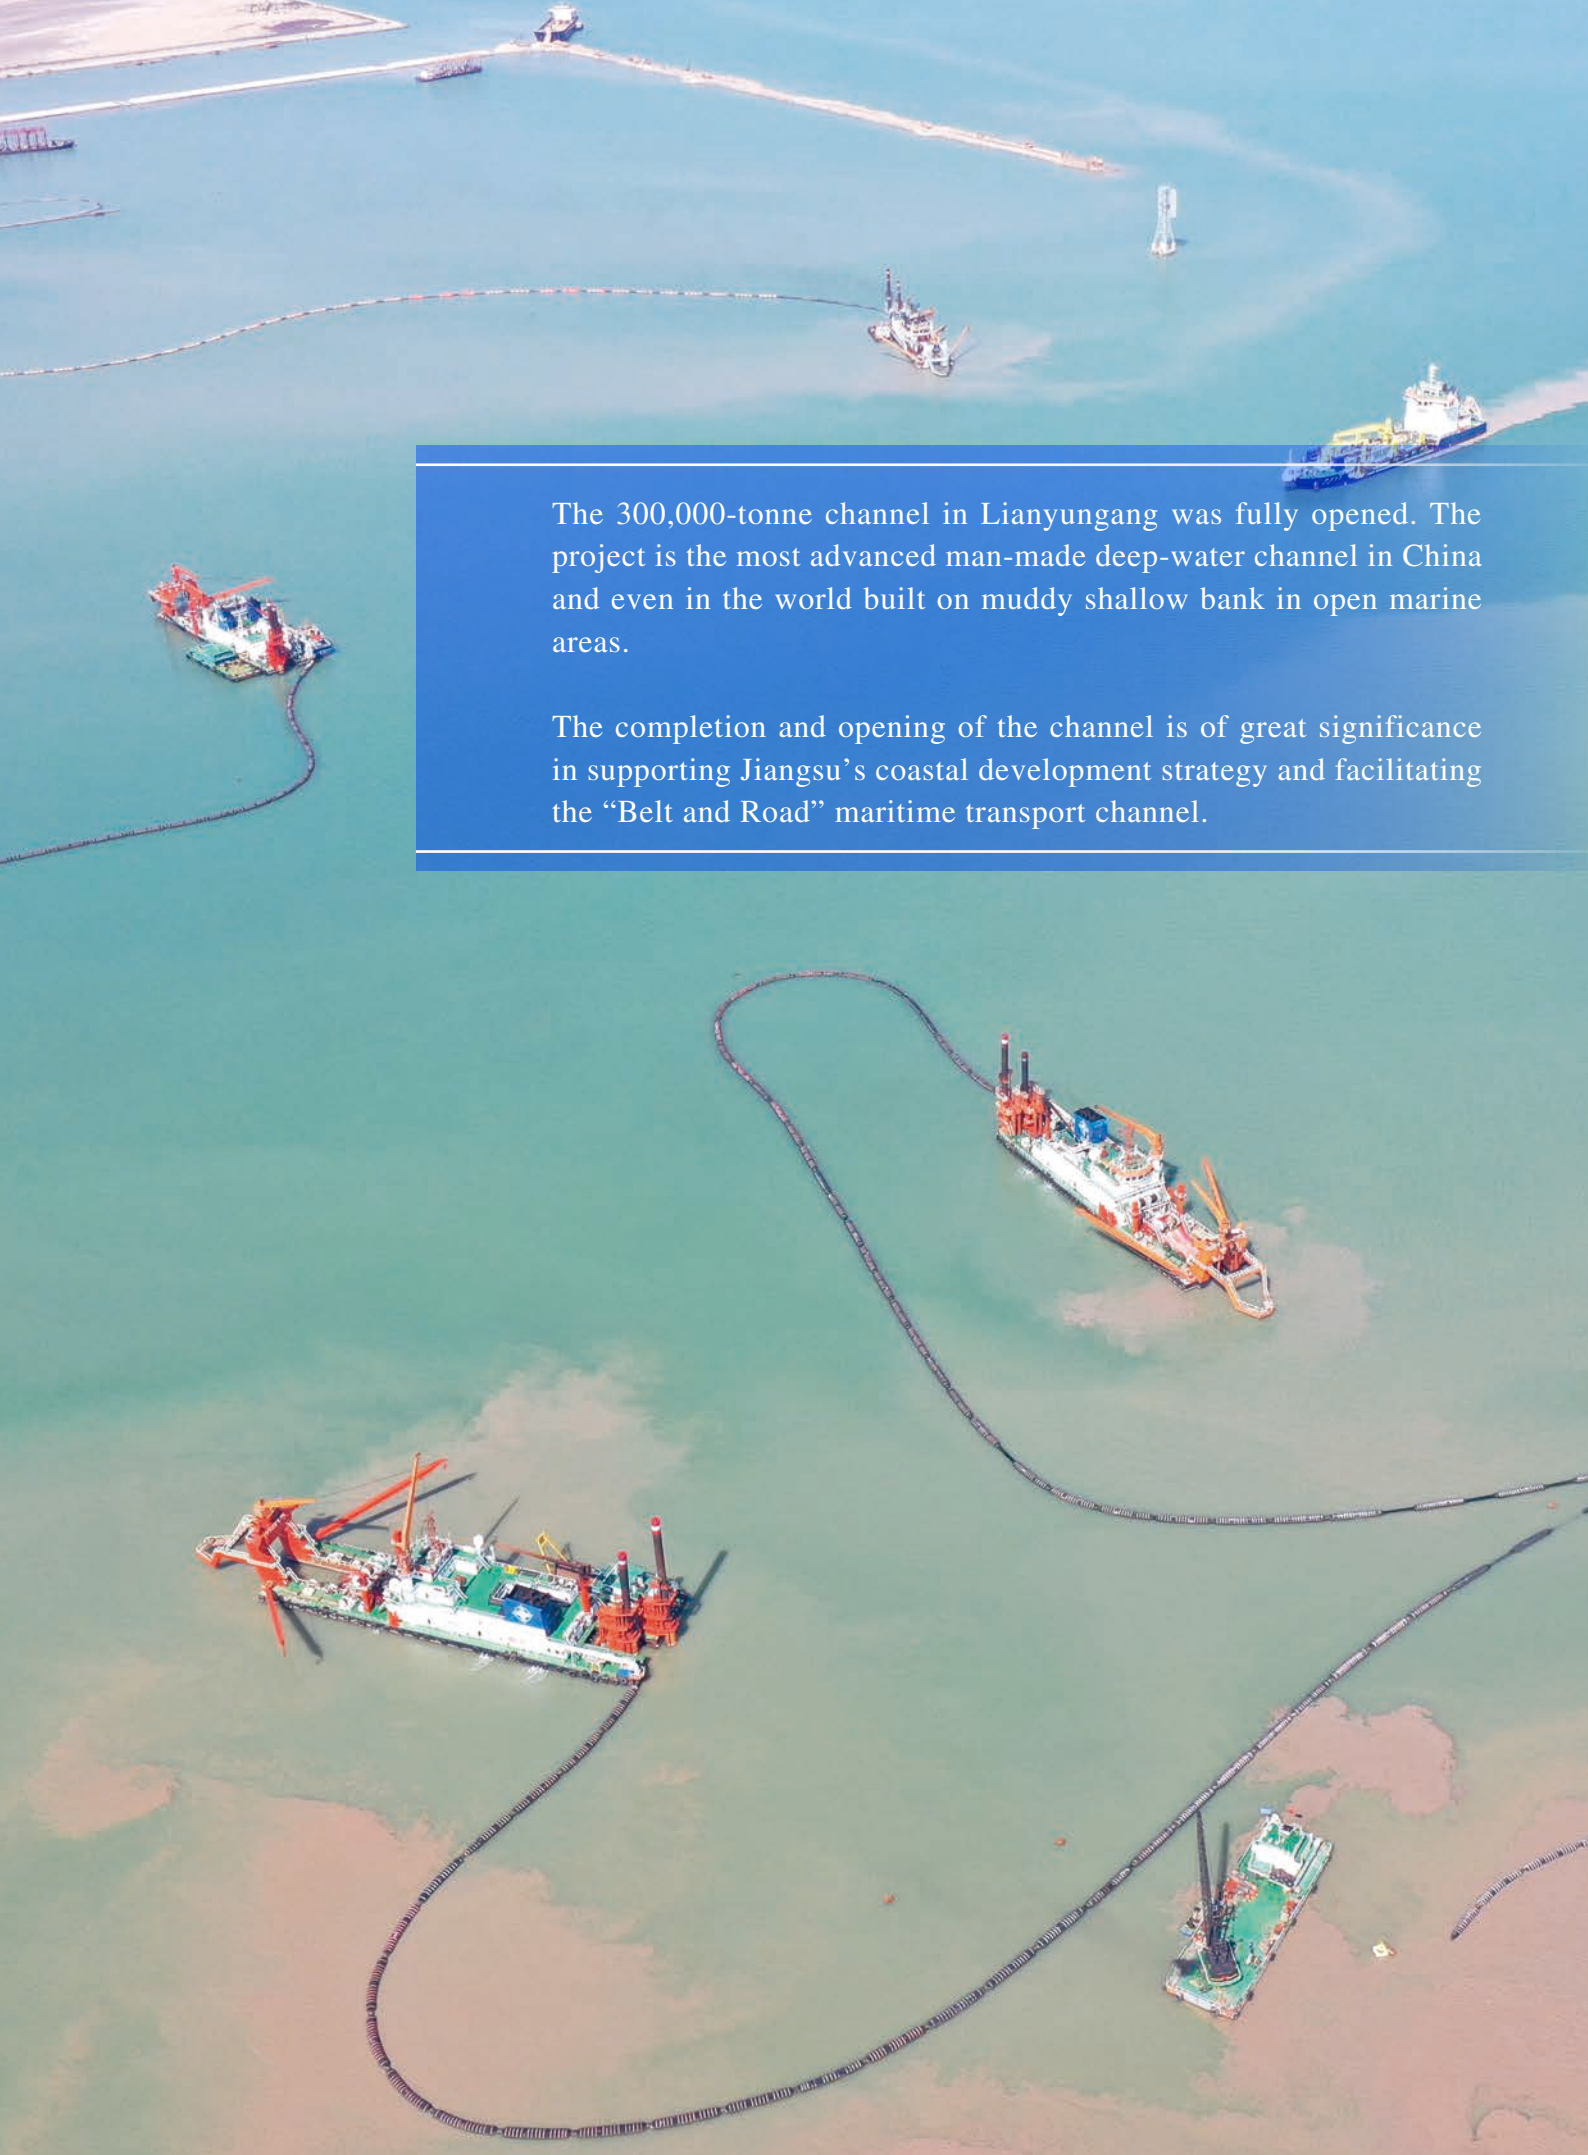 The 300,000-tonne channel in Lianyungang was fully opened. The
project is the most advanced man-made deep-water channel in China
and even in the world built on muddy shallow bank in open marine
areas.
The completion and opening of the channel is of great significance
in supporting Jiangsu’s coastal development strategy and facilitating
the “Belt and Road” maritime transport channel.